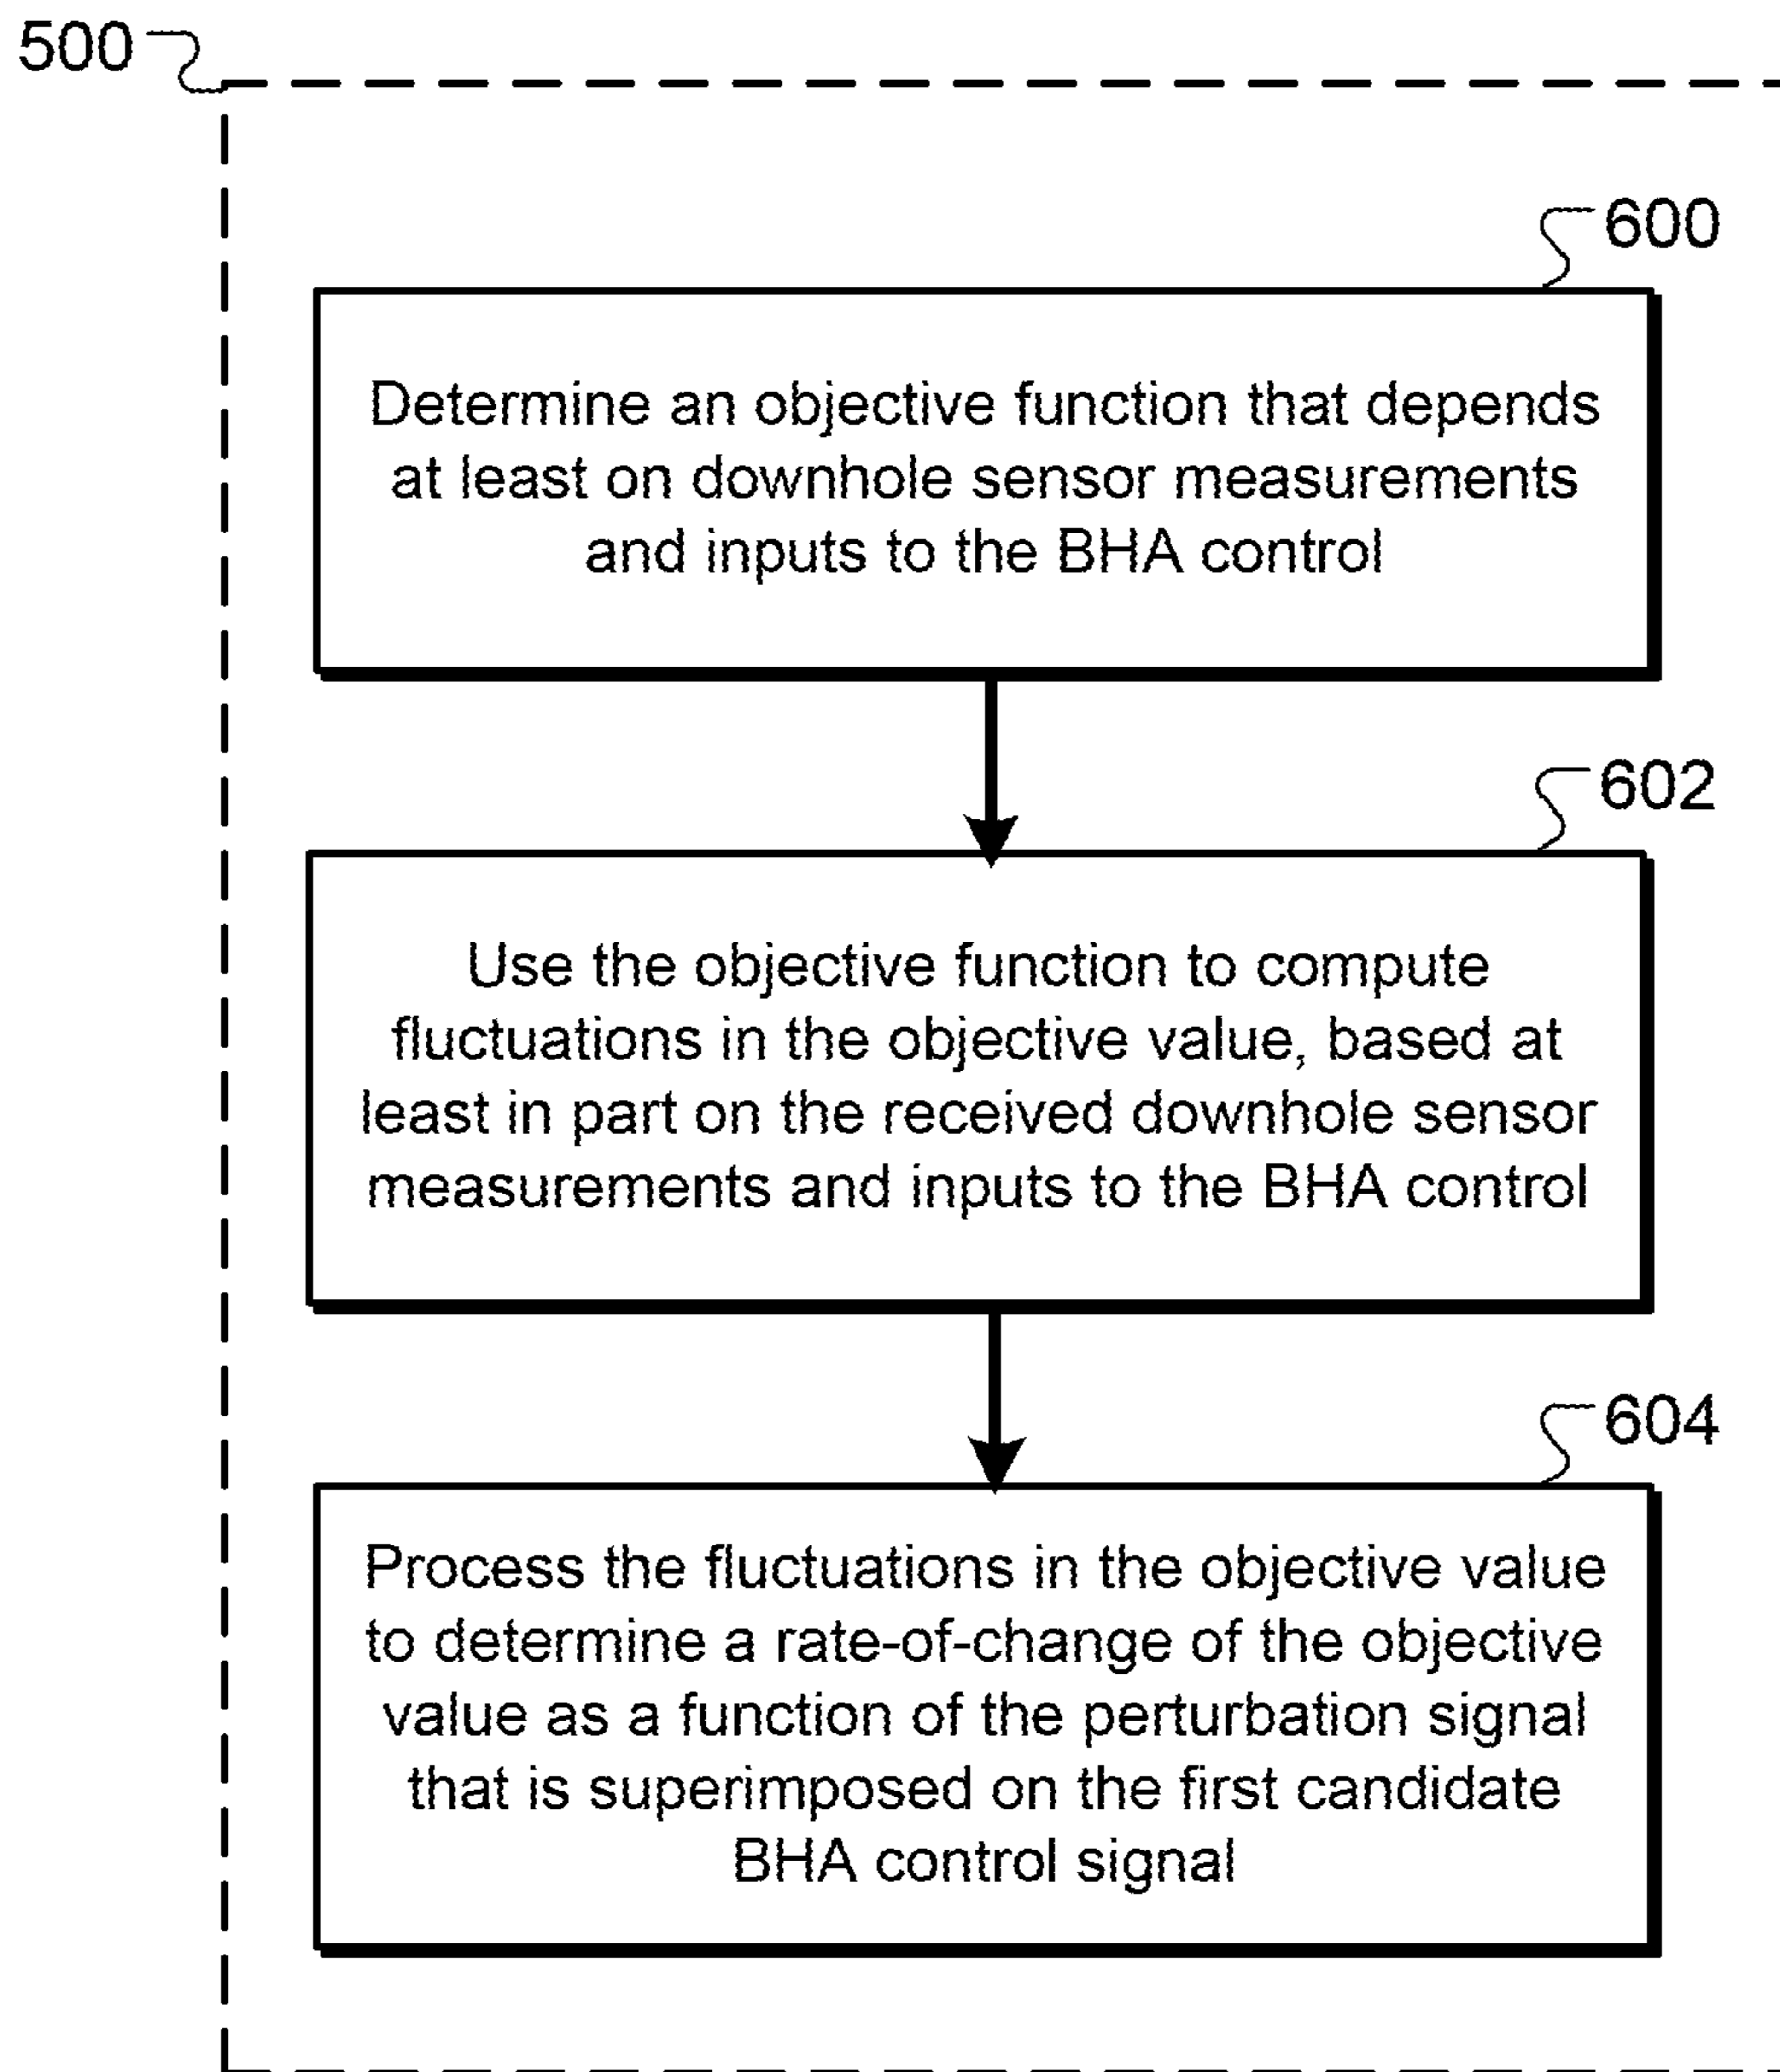 500
600
Determine an objective function that depends
at least on downhole sensor measurements
and inputs to the BHA control
602
Use the objective function to compute
fluctuations in the objective value, based at
least in part on the received downhole sensor
measurements and inputs to the BHA control
604
Process the fluctuations in the objective value
to determine a rate-of-change of the objective
value as a function of the perturbation signal
that is superimposed on the first candidate
BHA control signal